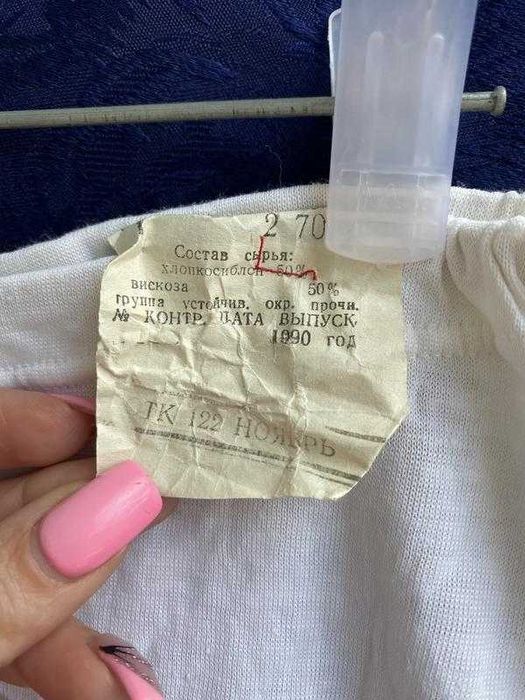 2 70
Состав сырья:
хлопкосиблон 50%
вискоза 50%
группа устойчив. окр. прочн.
№ КОНТР. ДАТА ВЫПУСК.
1990 год
ТК 122 НОЯБРЬ